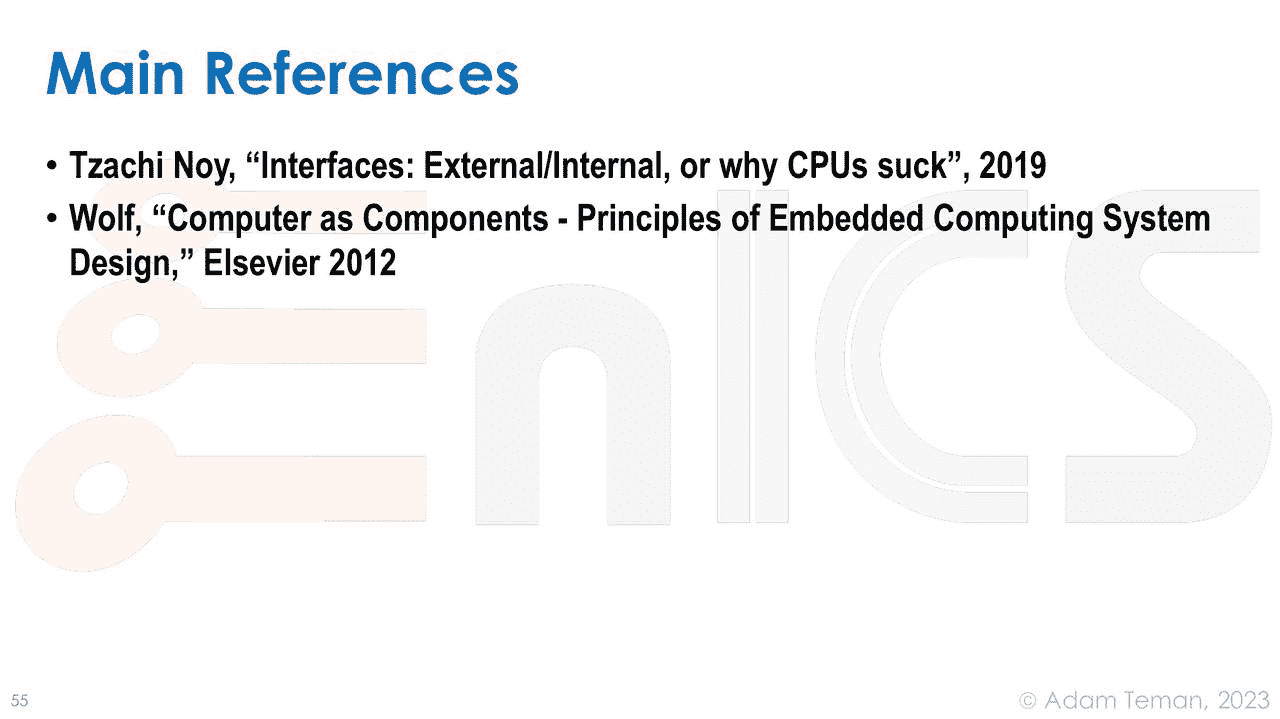 Main References
• Tzachi Noy, “Interfaces: External/Internal, or why CPUs suck”, 2019
• Wolf, “Computer as Components - Principles of Embedded Computing System
Design,” Elsevier 2012
EnICS
55
© Adam Teman, 2023